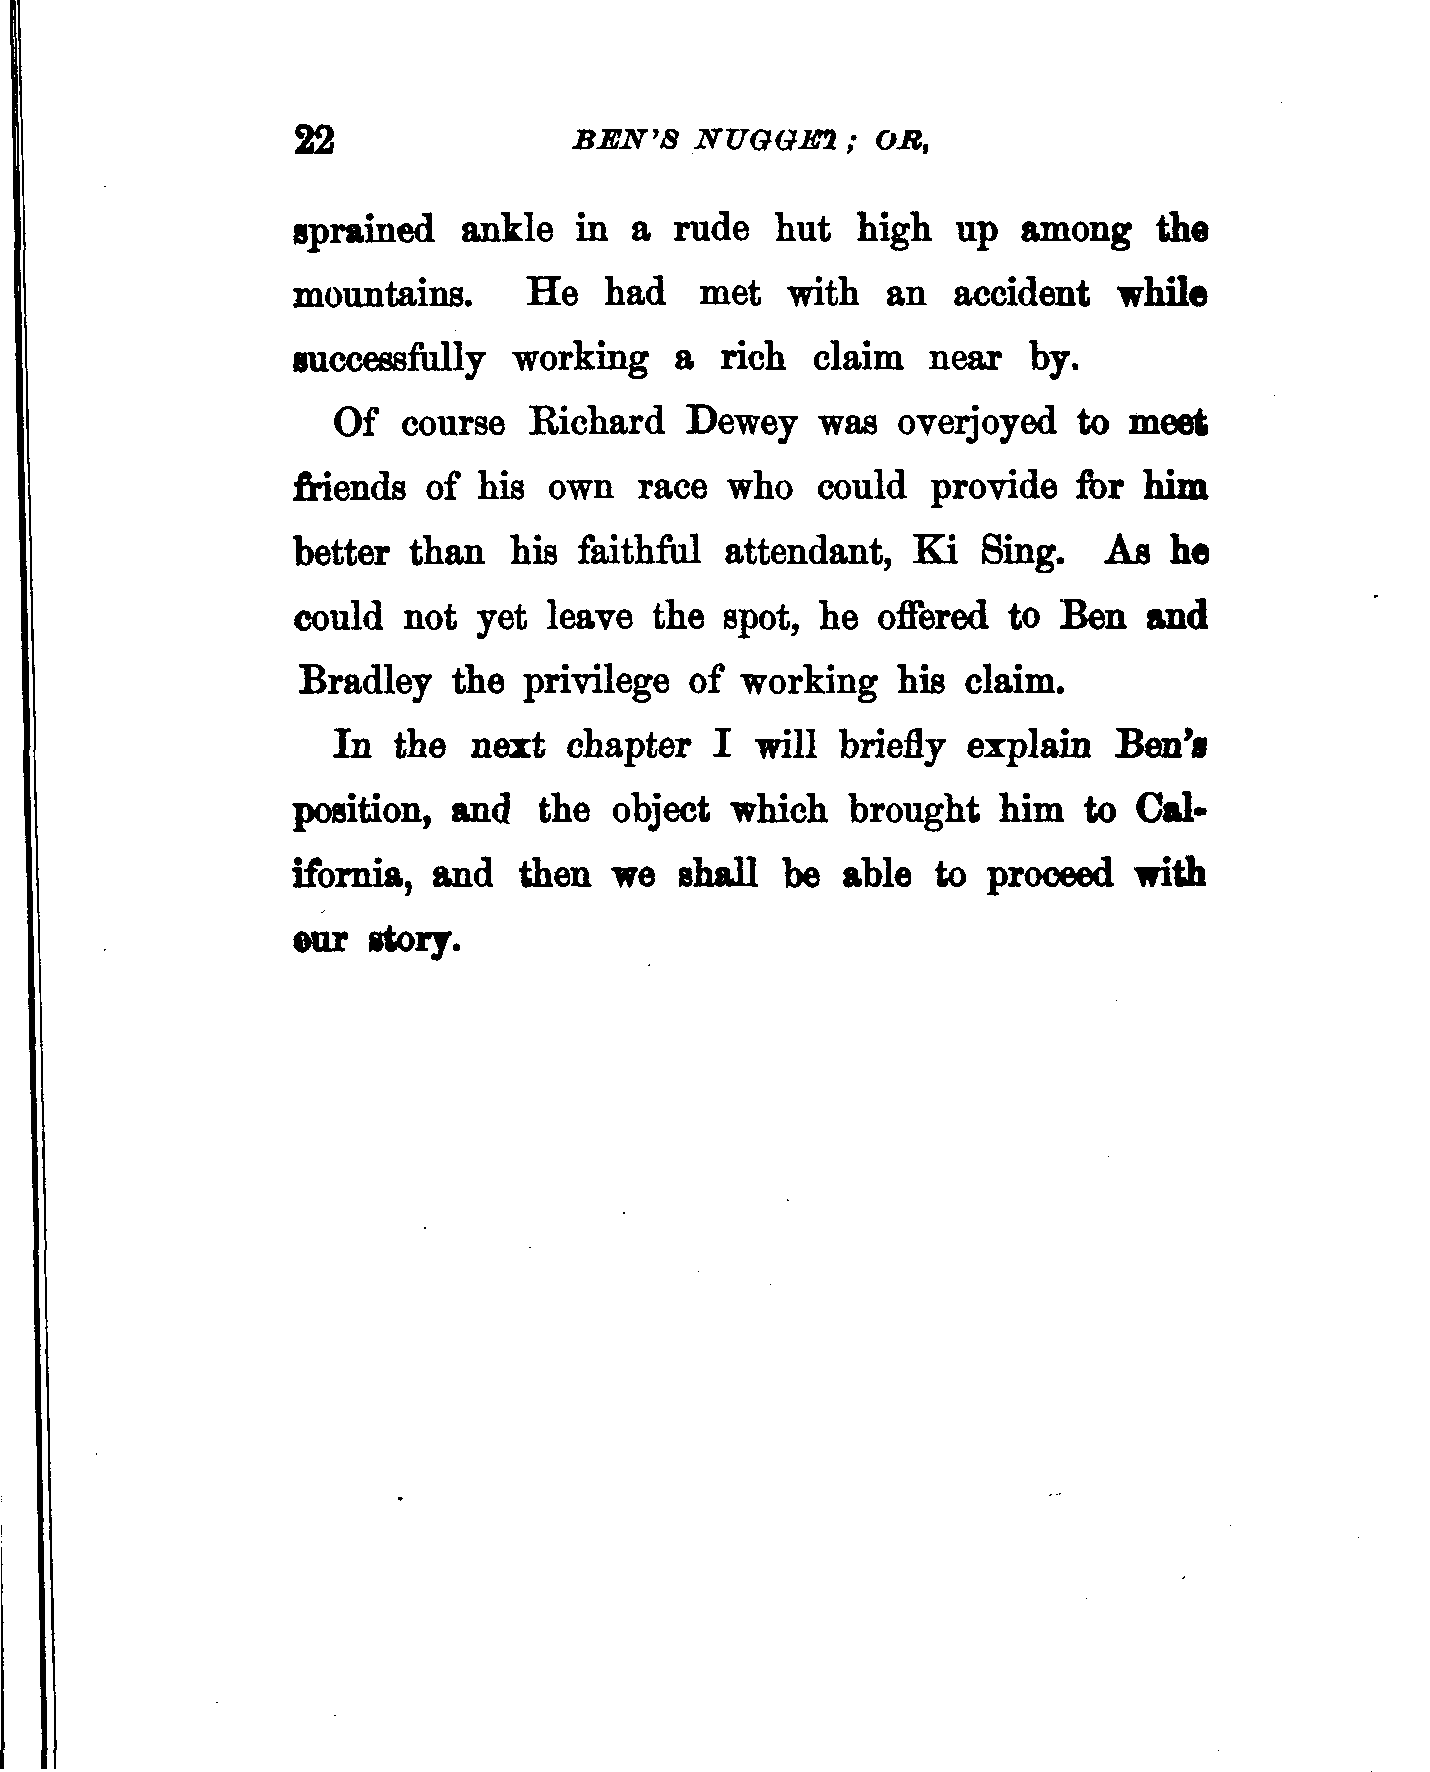 22 BEN'S NUGGET; OR,
sprained ankle in a rude hut high up among the
mountains. He had met with an accident while
successfully working a rich claim near by.
Of course Richard Dewey was overjoyed to meet
friends of his own race who could provide for him
better than his faithful attendant, Ki Sing. As he
could not yet leave the spot, he offered to Ben and
Bradley the privilege of working his claim.
In the next chapter I will briefly explain Ben's
position, and the object which brought him to Cal-
ifornia, and then we shall be able to proceed with
our story.